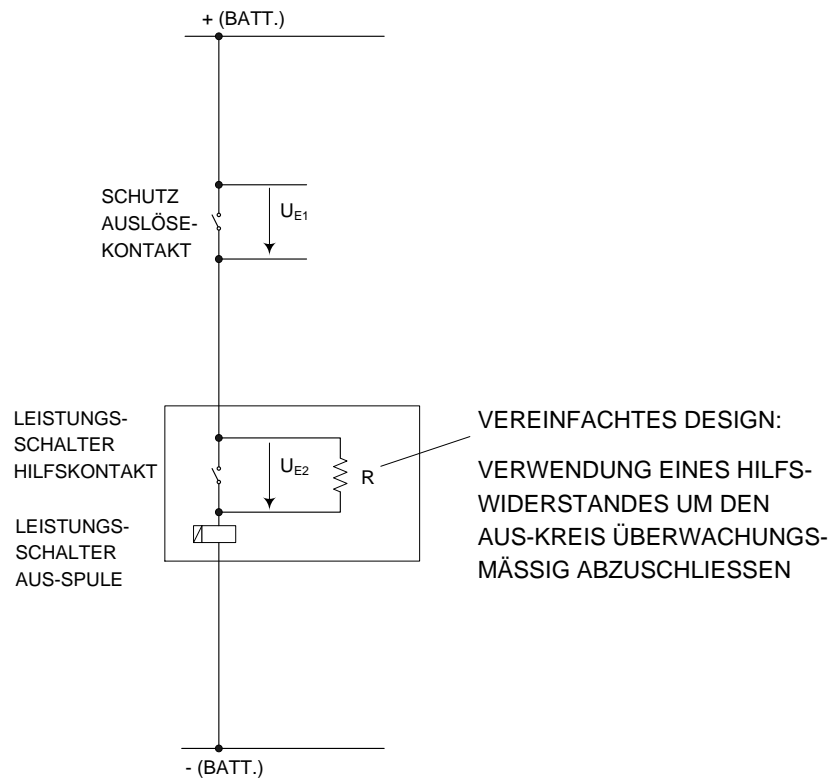 + (BATT.)
SCHUTZ
AUSLÖSE-
KONTAKT
UE1
LEISTUNGS-
SCHALTER
HILFSKONTAKT
UE2
R
LEISTUNGS-
SCHALTER
AUS-SPULE
VEREINFACHTES DESIGN:
VERWENDUNG EINES HILFS-
WIDERSTANDES UM DEN
AUS-KREIS ÜBERWACHUNGS-
MÄSSIG ABZUSCHLIESSEN
- (BATT.)